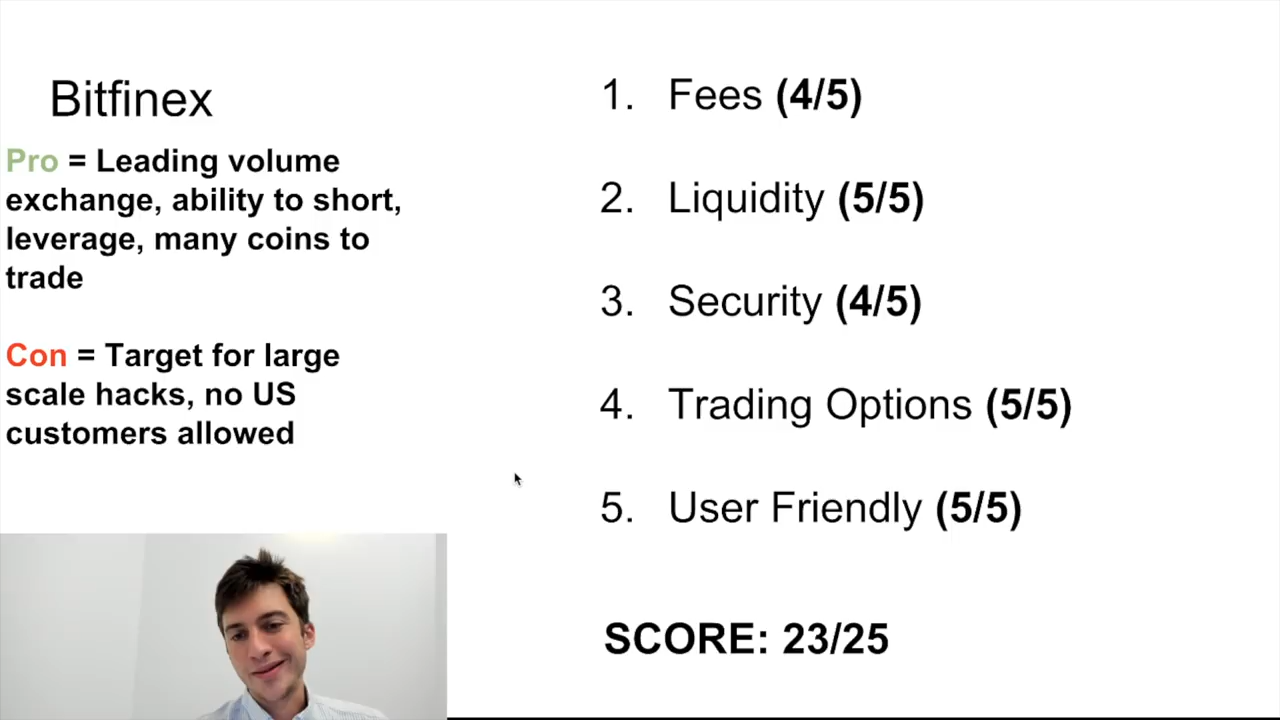 Bitfinex
Pro = Leading volume
exchange, ability to short,
leverage, many coins to
trade
Con = Target for large
scale hacks, no US
customers allowed
1. Fees (4/5)
2. Liquidity (5/5)
3. Security (4/5)
4. Trading Options (5/5)
5. User Friendly (5/5)
SCORE: 23/25